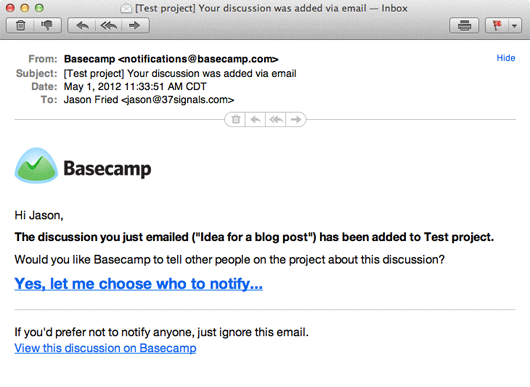 [Test project] Your discussion was added via email — Inbox
From: Basecamp <notifications@basecamp.com>
Hide
Subject: [Test project] Your discussion was added via email
Date: May 1, 2012 11:33:51 AM CDT
To: Jason Fried <jason@37signals.com>
Basecamp
Hi Jason,
The discussion you just emailed ("Idea for a blog post") has been added to Test project.
Would you like Basecamp to tell other people on the project about this discussion?
Yes, let me choose who to notify...
If you'd prefer not to notify anyone, just ignore this email.
View this discussion on Basecamp